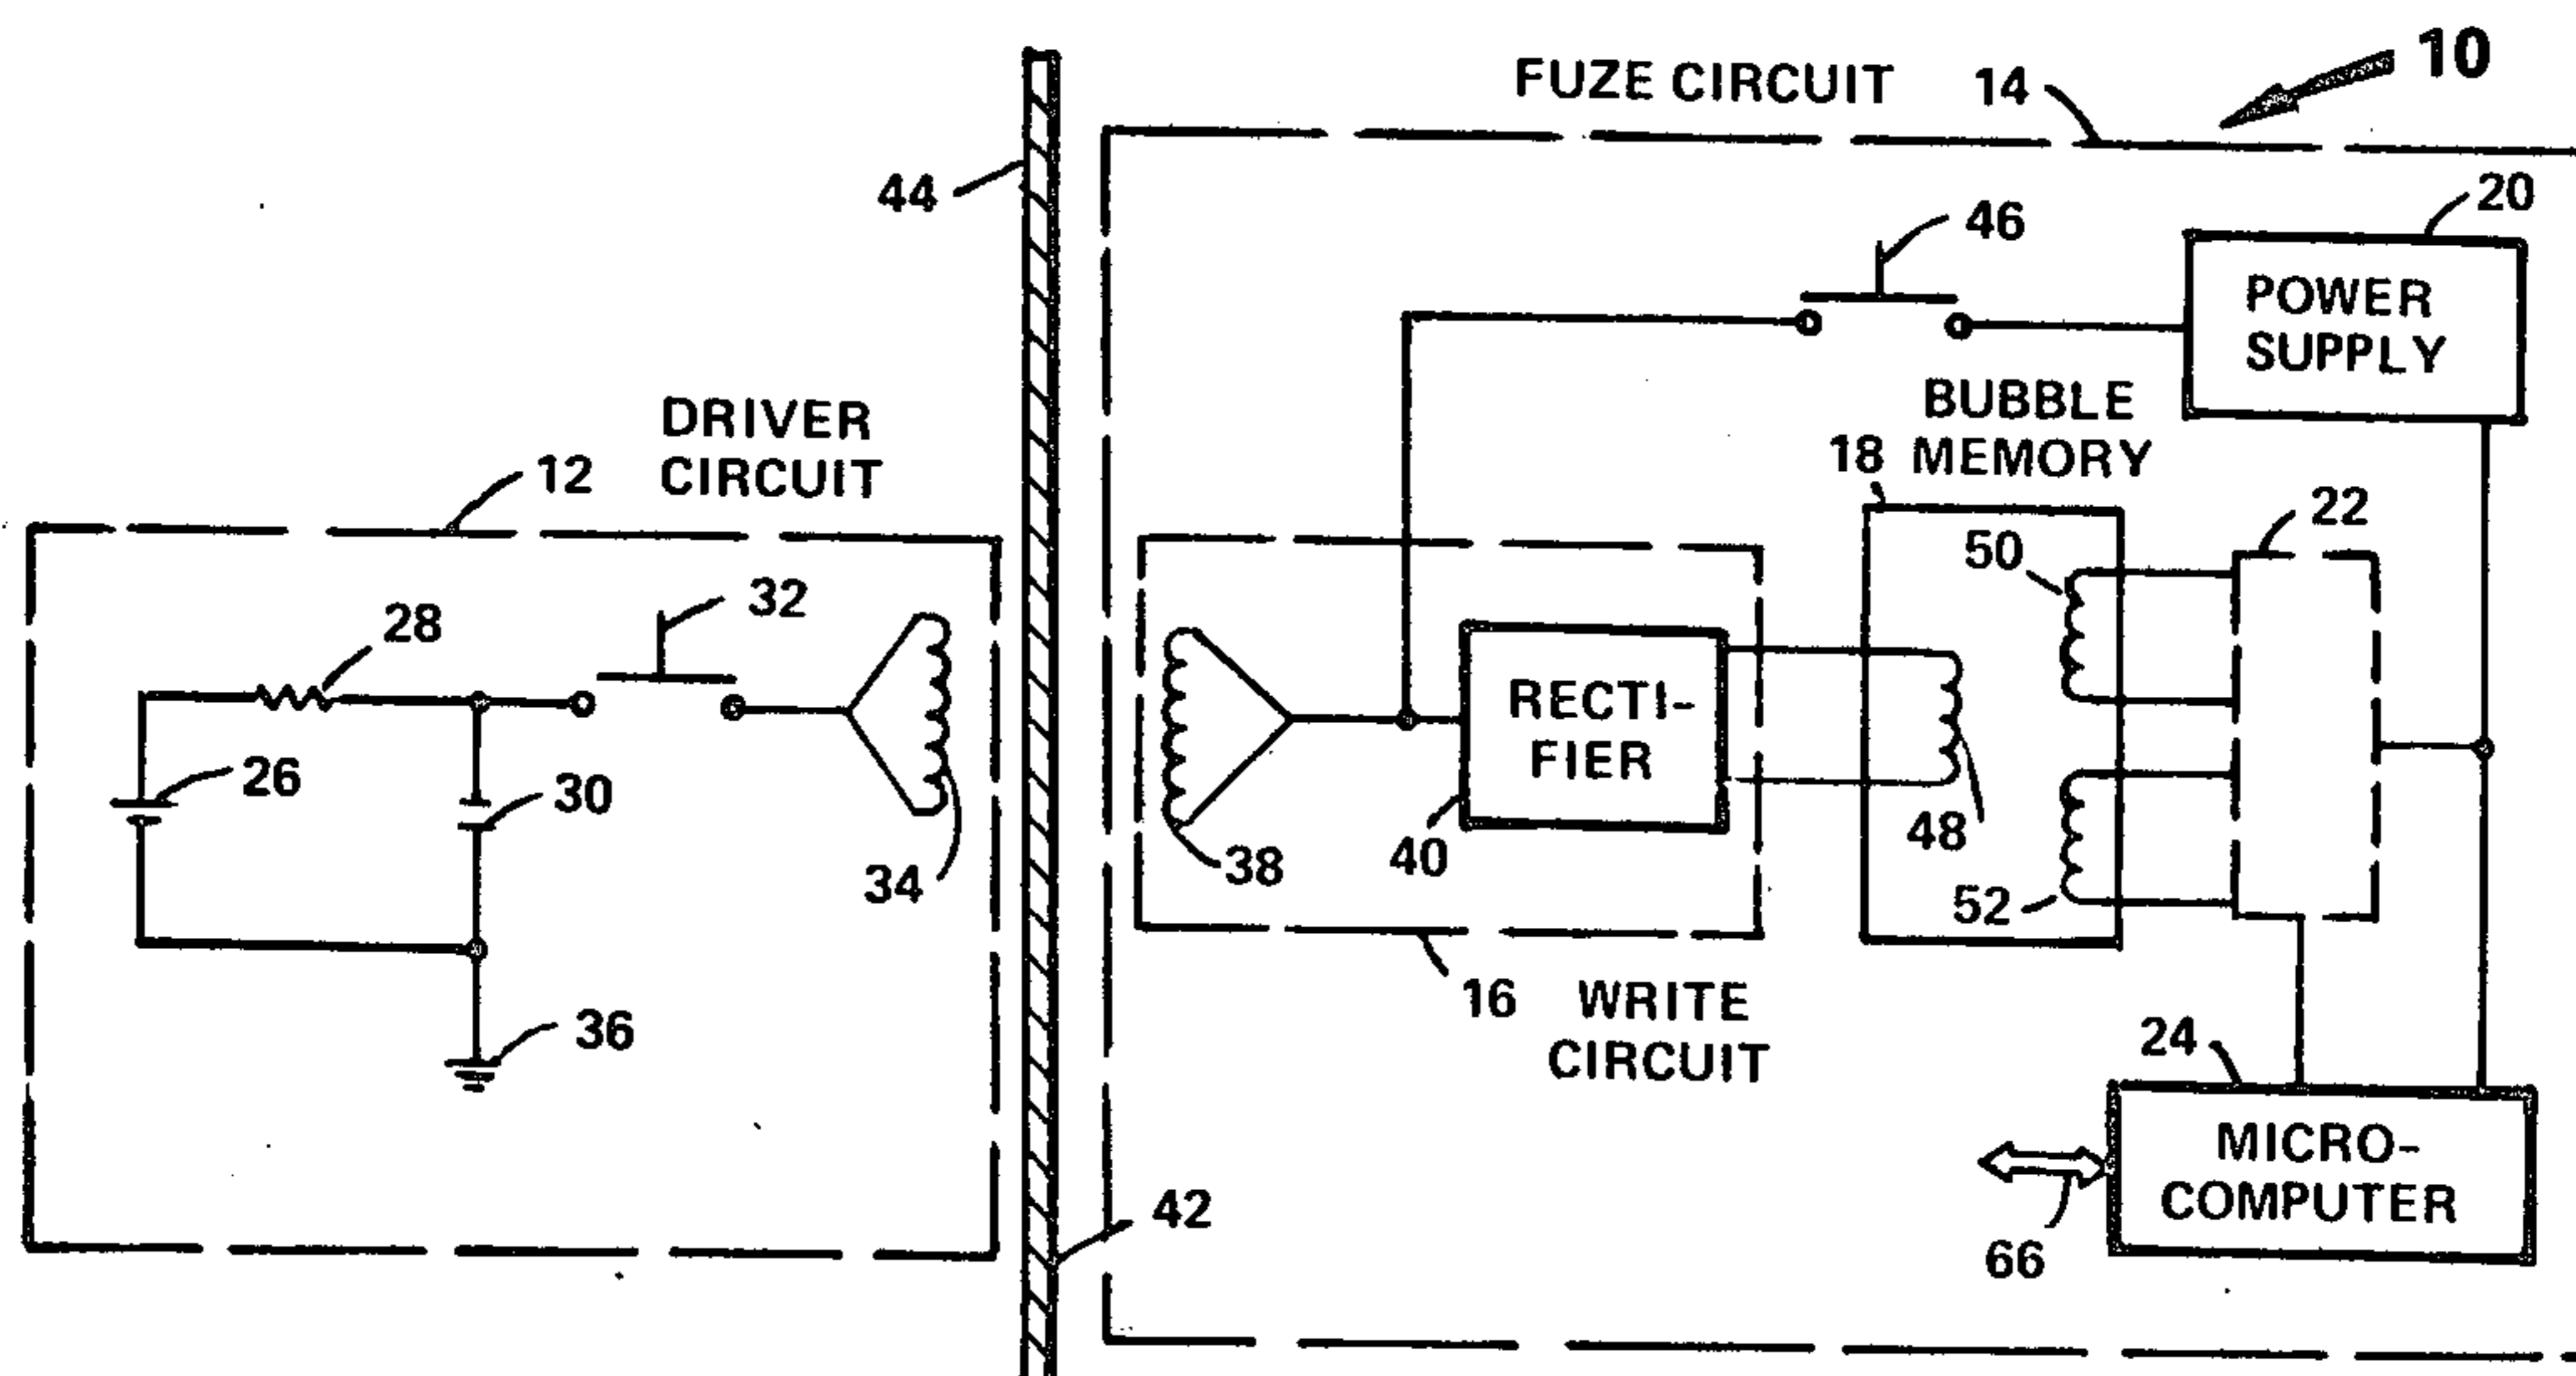 10
FUZE CIRCUIT 14
20
44
46
POWER
SUPPLY
BUBBLE
18 MEMORY
DRIVER
CIRCUIT
12
22
50
32
28
RECTI-
FIER
26
30
48
40
38
34
52
16 WRITE
CIRCUIT
36
24
MICRO-
COMPUTER
42
66